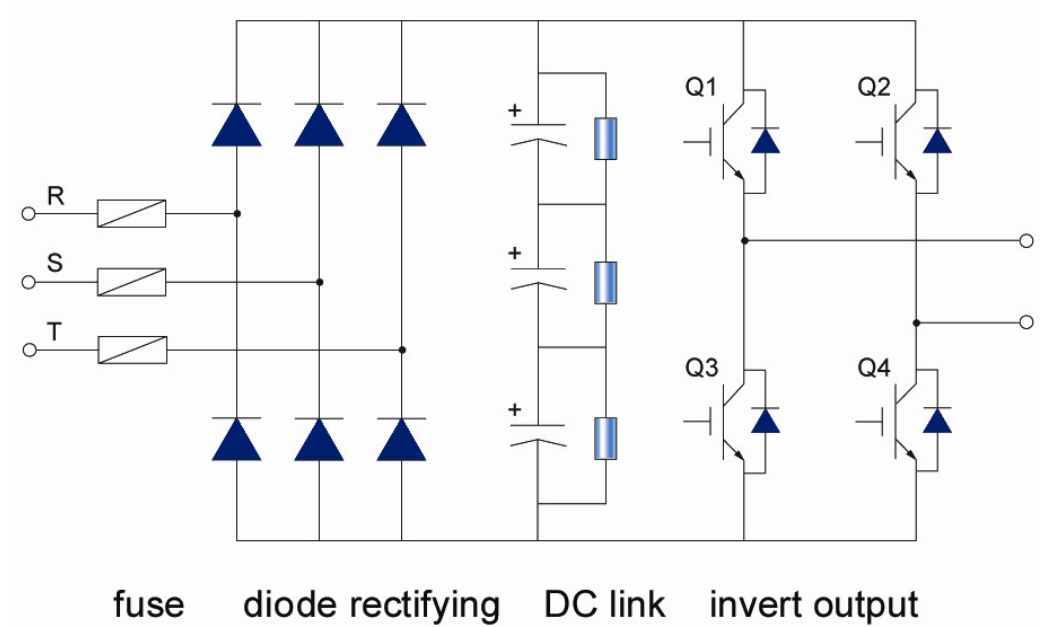 Q1
Q2
+
R
S
+
T
Q3
Q4
+
fuse diode rectifying DC link invert output